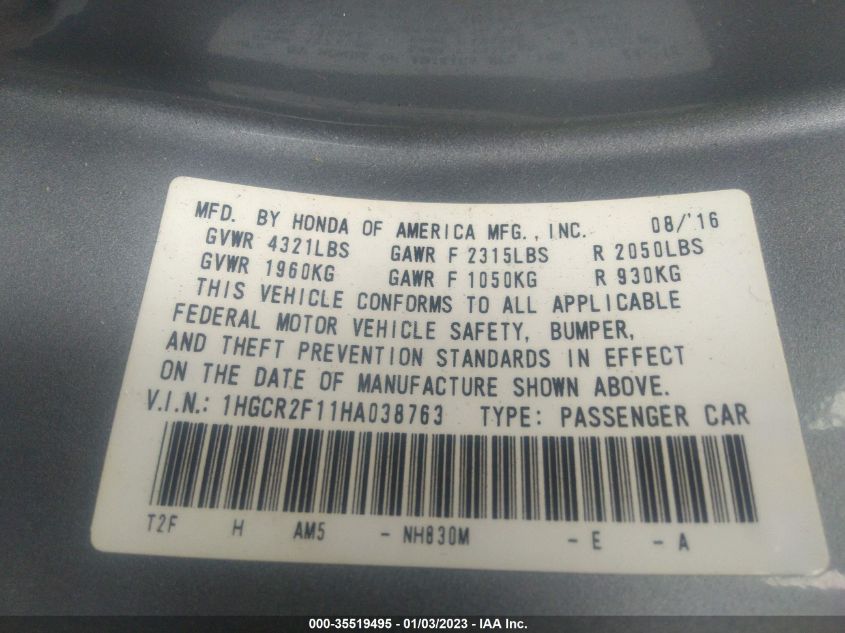 MFD. BY HONDA OF AMERICA MFG., INC. 08/'16
GVWR 4321LBS GAWR F 2315LBS R 2050LBS
GVWR 1960KG GAWR F 1050KG R 930KG
THIS VEHICLE CONFORMS TO ALL APPLICABLE
FEDERAL MOTOR VEHICLE SAFETY, BUMPER,
AND THEFT PREVENTION STANDARDS IN EFFECT
ON THE DATE OF MANUFACTURE SHOWN ABOVE.
V.I.N.: 1HGCR2F11HA038763 TYPE: PASSENGER CAR
T2F H AM5 - NH830M - E - A
000-35519495 - 01/03/2023 - IAA Inc.